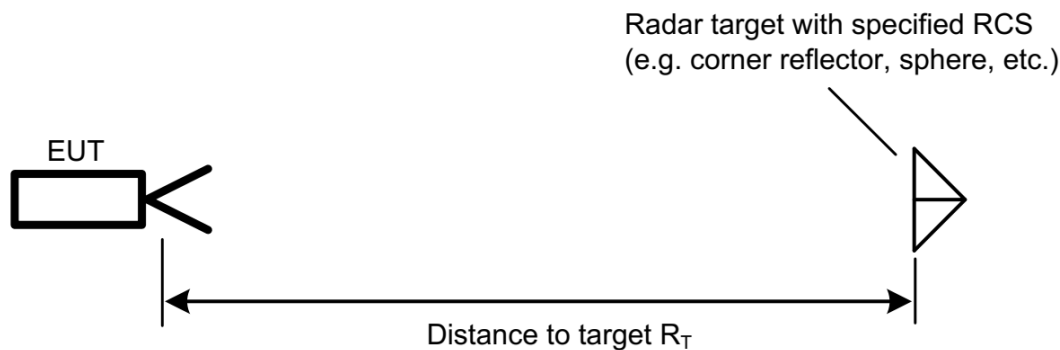 Radar target with specified RCS
(e.g. corner reflector, sphere, etc.)
EUT
Distance to target R_T